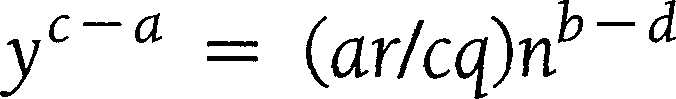 y^{c − a} = (ar/cq)n^{b − d}